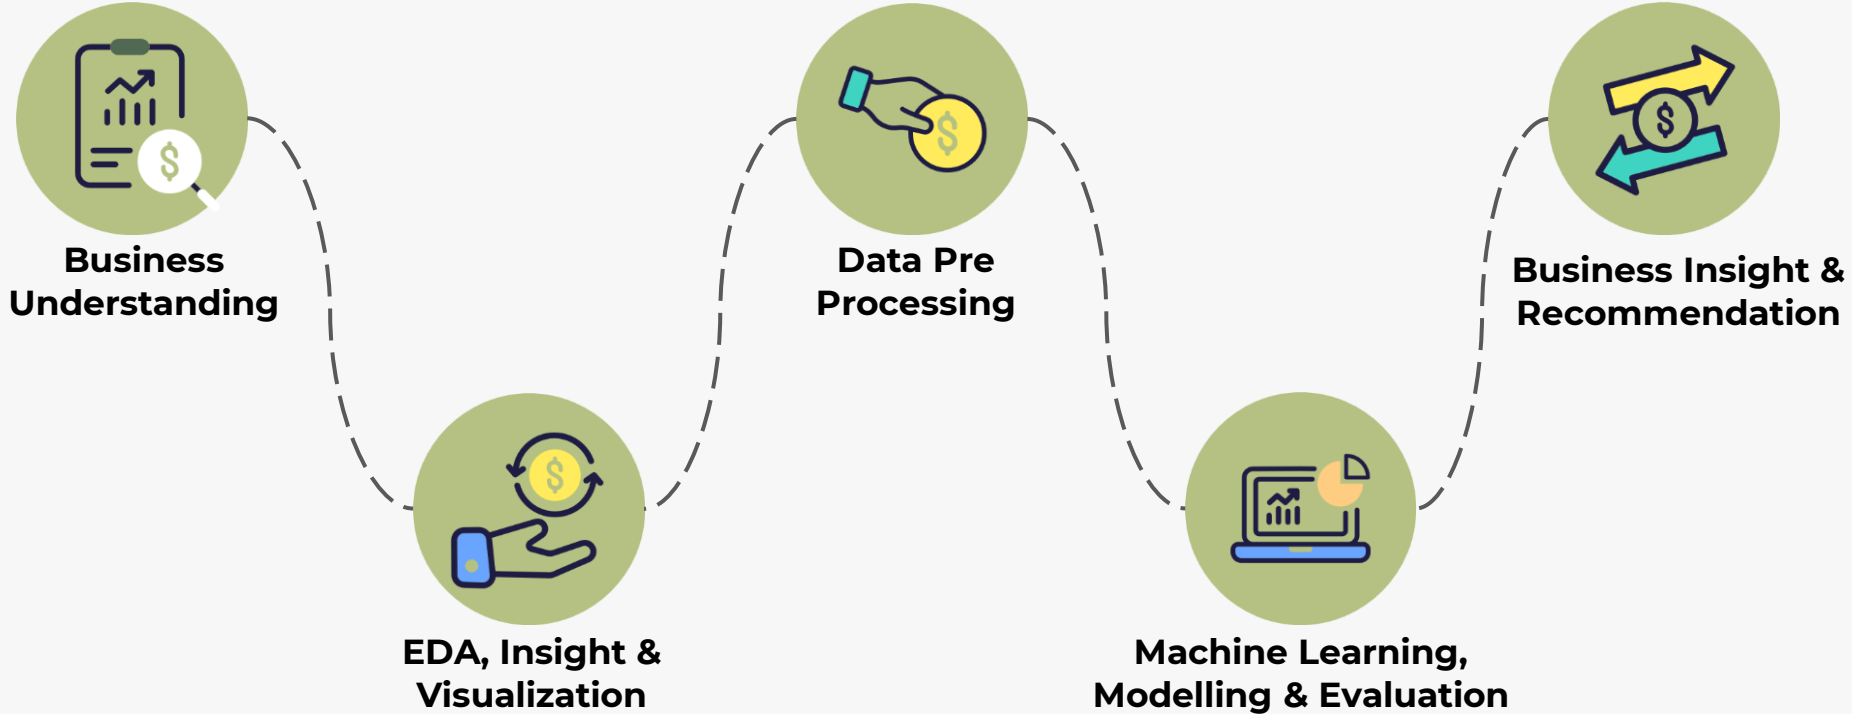 Business
Understanding
EDA, Insight &
Visualization
Data Pre
Processing
Machine Learning,
Modelling & Evaluation
Business Insight &
Recommendation